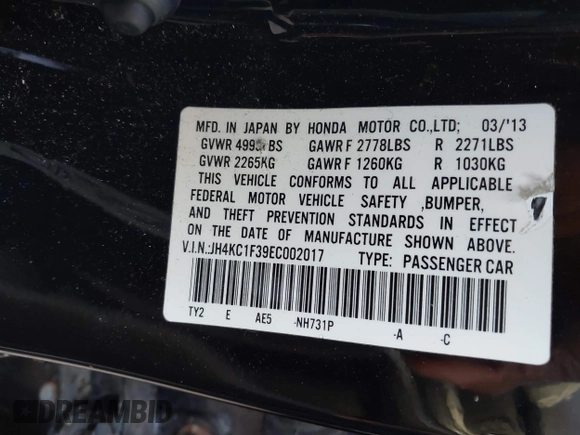 MFD. IN JAPAN BY HONDA MOTOR CO.,LTD; 03/'13
GVWR GAWR F 2778LBS R 2271LBS
GVWR 2265KG GAWR F 1260KG R 1030KG
THIS VEHICLE CONFORMS TO ALL APPLICABLE
FEDERAL MOTOR VEHICLE SAFETY ,BUMPER,
AND THEFT PREVENTION STANDARDS IN EFFECT
ON THE DATE OF MANUFACTURE SHOWN ABOVE.
V.I.N.:JH4KC1F39EC002017 TYPE: PASSENGER CAR
TY2 E AE5 -NH731P -A -C
DREAMBID